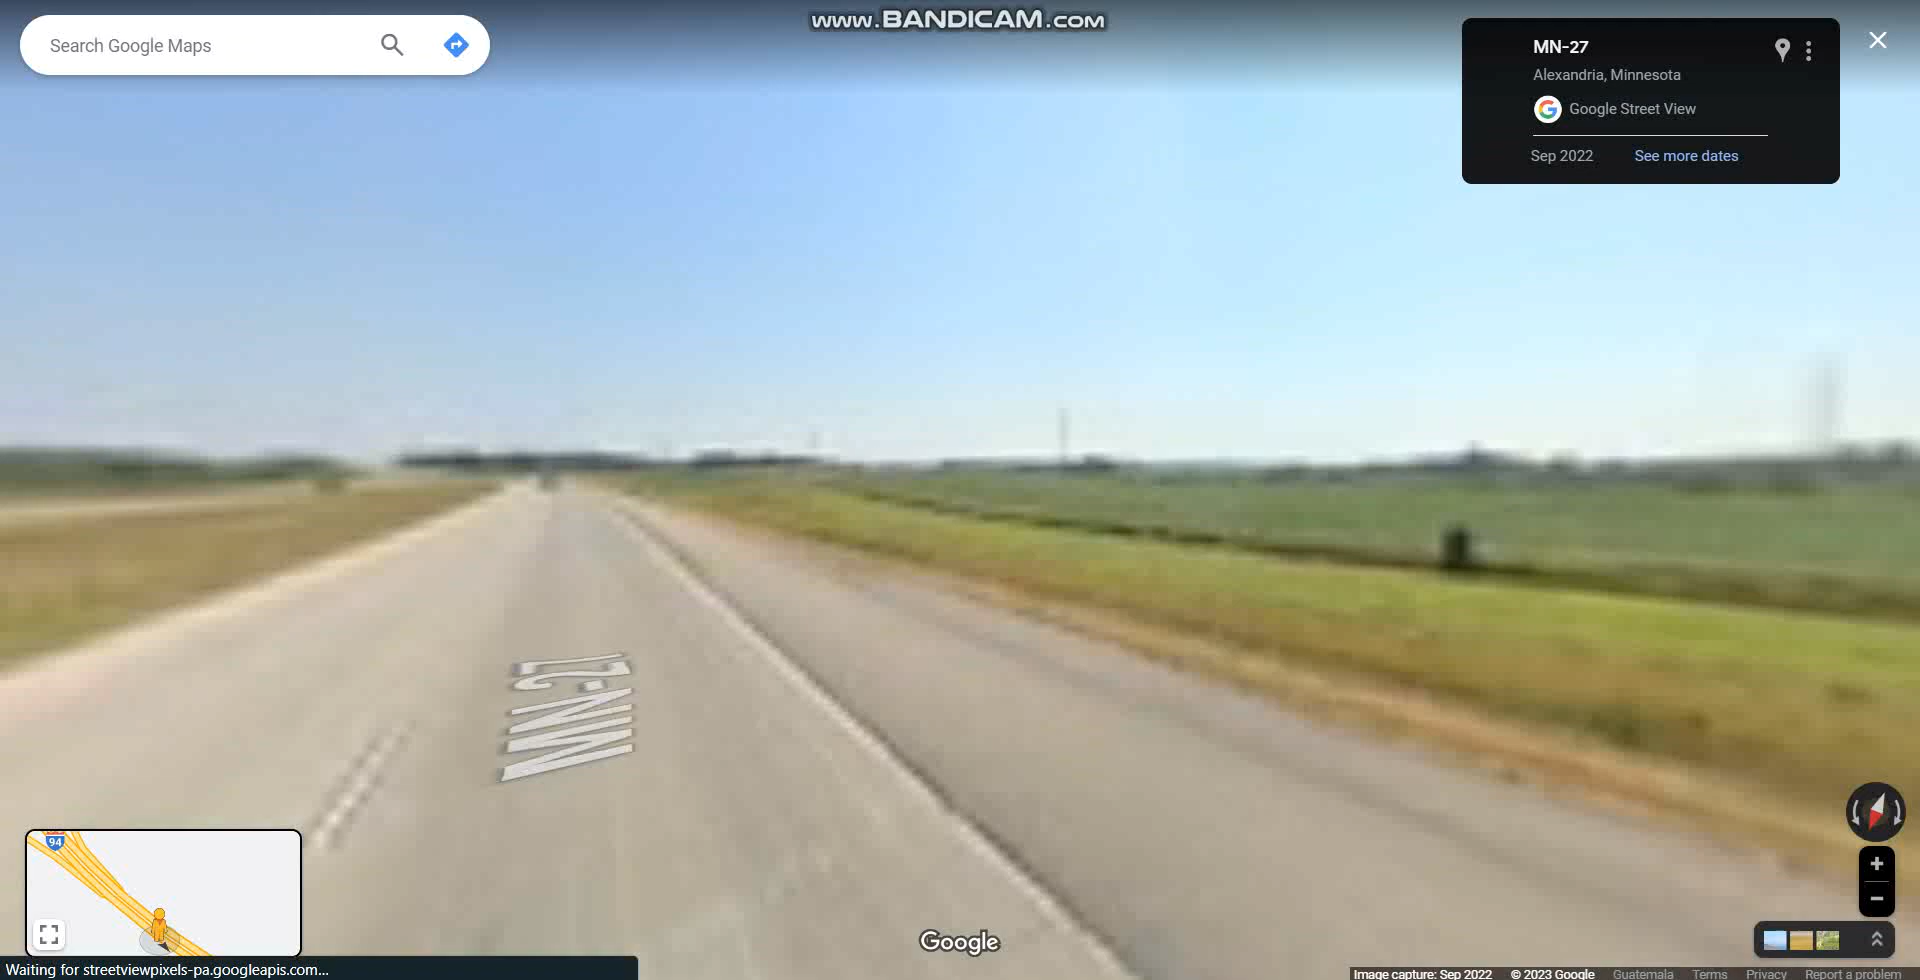 www.BANDICAM.com
Search Google Maps
MN-27
Alexandria, Minnesota
Google Street View
Sep 2022 See more dates
MN-27
94
Google
Waiting for streetviewpixels-pa.googleapis.com...
Image capture: Sep 2022 © 2023 Google Guatemala Terms Privacy Report a problem